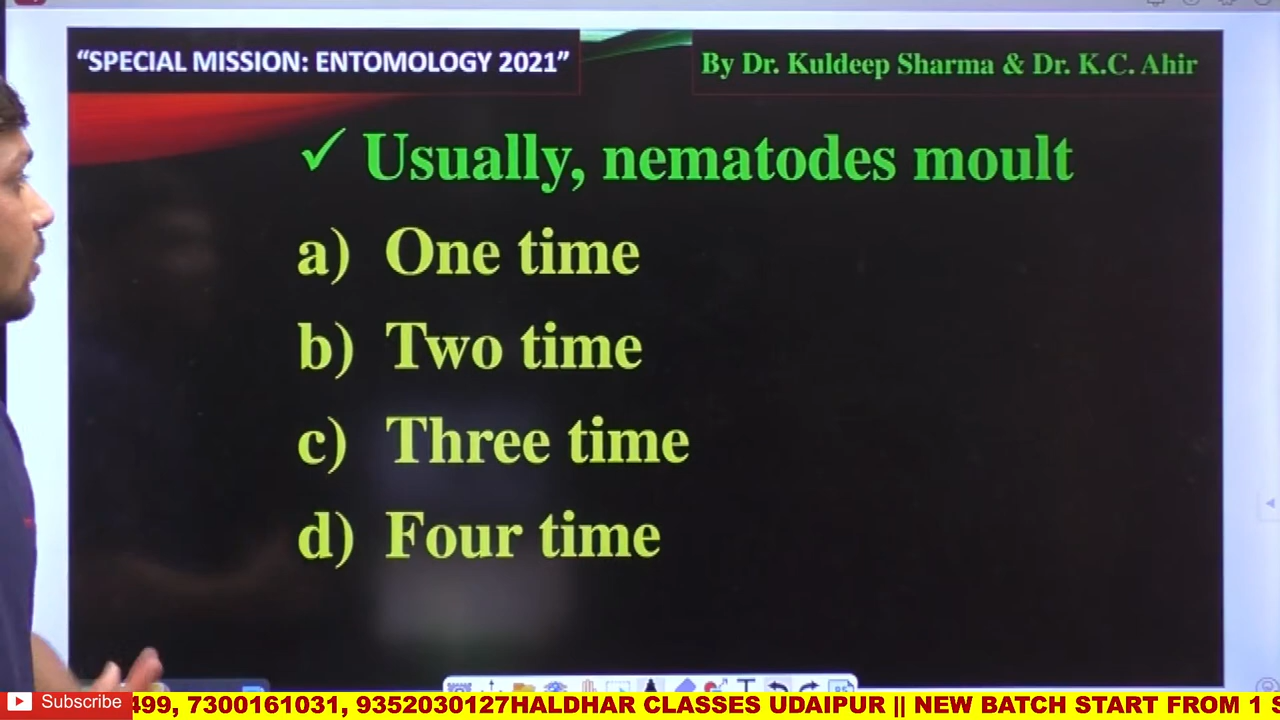 “SPECIAL MISSION: ENTOMOLOGY 2021”
By Dr. Kuldeep Sharma & Dr. K.C. Ahir
✓ Usually, nematodes moult
a) One time
b) Two time
c) Three time
d) Four time
Subscribe
499, 7300161031, 9352030127HALDHAR CLASSES UDAIPUR || NEW BATCH START FROM 1 S